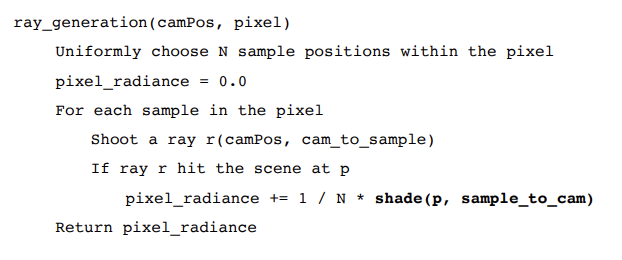 ray_generation(camPos, pixel)
Uniformly choose N sample positions within the pixel
pixel_radiance = 0.0
For each sample in the pixel
Shoot a ray r(camPos, cam_to_sample)
If ray r hit the scene at p
pixel_radiance += 1 / N * shade(p, sample_to_cam)
Return pixel_radiance